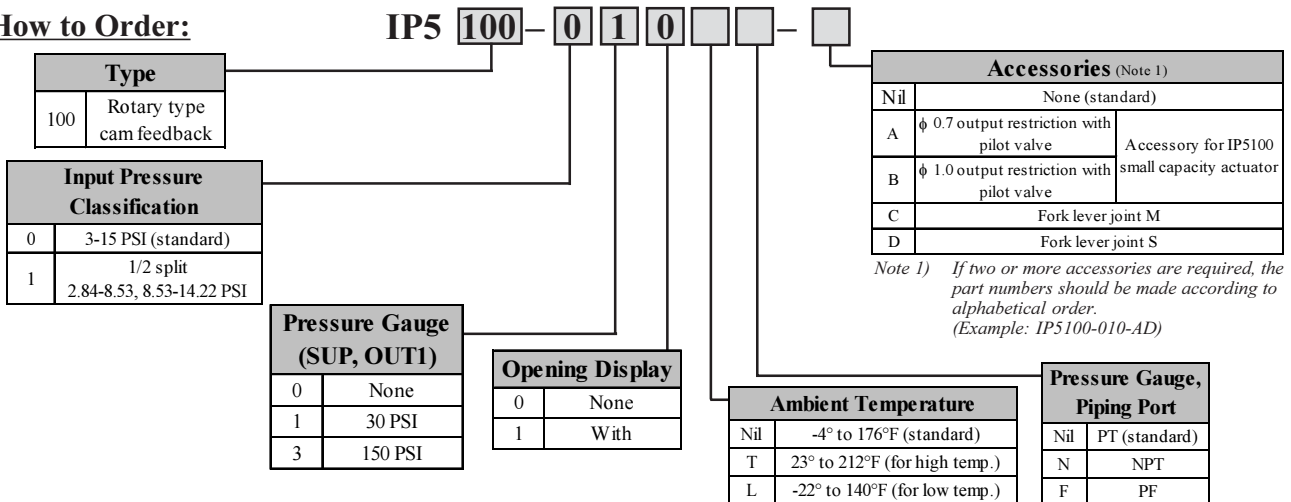 How to Order:
IP5 100 – 0 1 0 –
Type
100 Rotary type
cam feedback
Input Pressure
Classification
0 3-15 PSI (standard)
1 1/2 split
2.84-8.53, 8.53-14.22 PSI
Pressure Gauge
(SUP, OUT1)
0 None
1 30 PSI
3 150 PSI
Opening Display
0 None
1 With
Ambient Temperature
Nil -4° to 176°F (standard)
T 23° to 212°F (for high temp.)
L -22° to 140°F (for low temp.)
Pressure Gauge,
Piping Port
Nil PT (standard)
N NPT
F PF
Accessories (Note 1)
Nil None (standard)
A ϕ 0.7 output restriction with
pilot valve
B ϕ 1.0 output restriction with
pilot valve
Accessory for IP5100
small capacity actuator
C Fork lever joint M
D Fork lever joint S
Note 1) If two or more accessories are required, the
part numbers should be made according to
alphabetical order.
(Example: IP5100-010-AD)